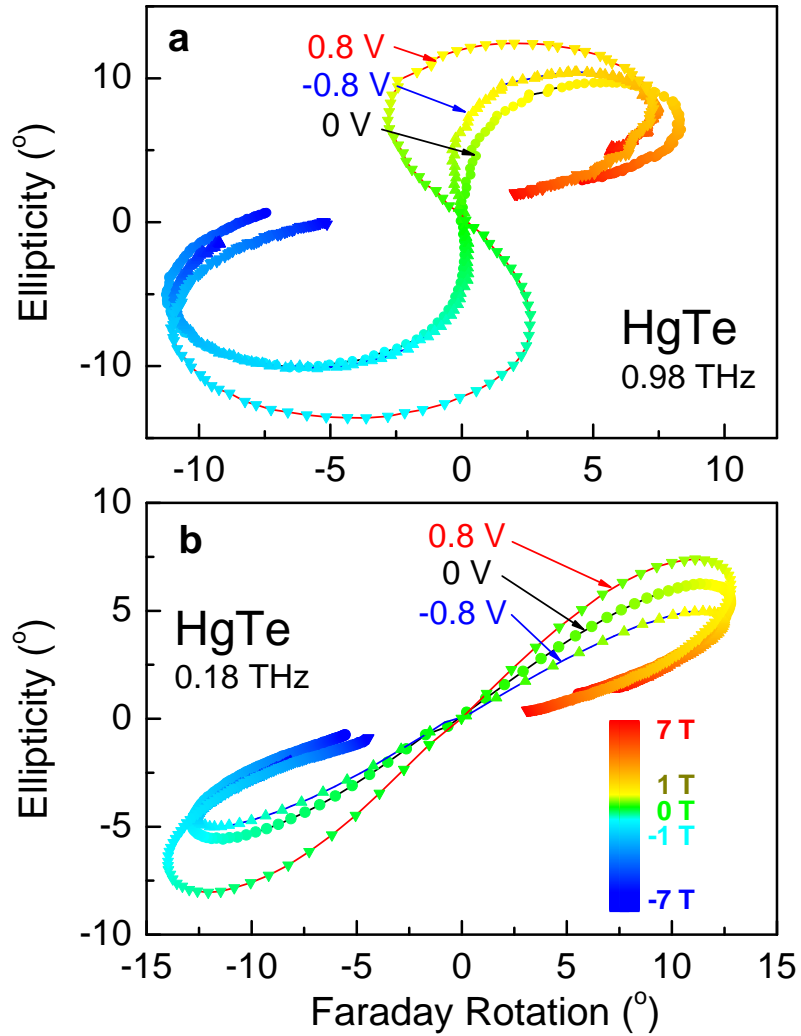 a
0.8 V
-0.8 V
0 V
10
0
-10
Ellipticity (°)
HgTe
0.98 THz
-10 -5 0 5 10
b
0.8 V
0 V
-0.8 V
HgTe
0.18 THz
10
5
0
-5
-10
Ellipticity (°)
7 T
1 T
0 T
-1 T
-7 T
-15 -10 -5 0 5 10 15
Faraday Rotation (°)